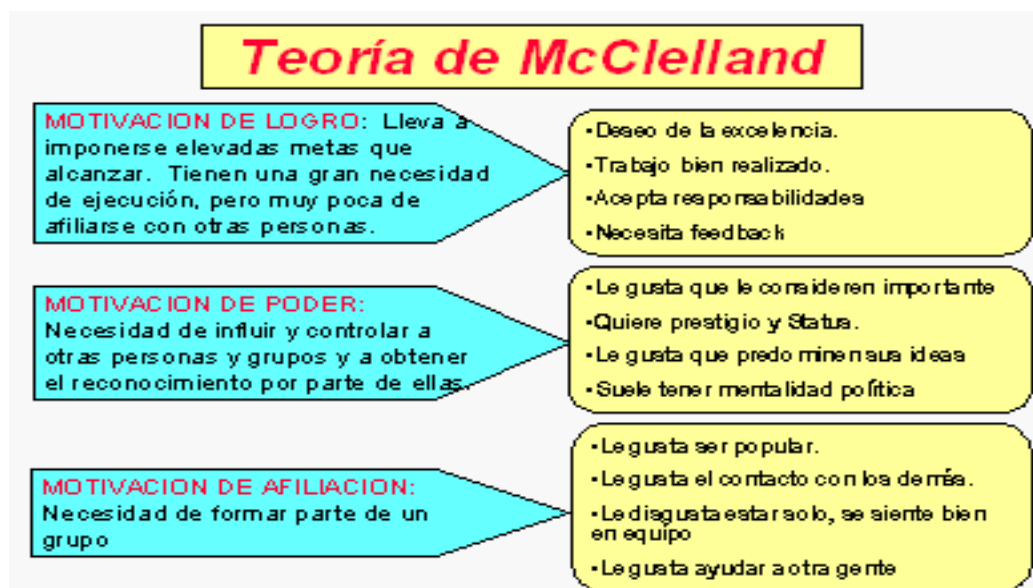 Teoría de McClelland
MOTIVACION DE LOGRO: Lleva a
imponerse elevadas metas que
alcanzar. Tienen una gran necesidad
de ejecución, pero muy poca de
afiliarse con otras personas.
•Deseo de la excelencia.
•Trabajo bien realizado.
•Acepta responsabilidades
•Necesita feedback
MOTIVACION DE PODER:
Necesidad de influir y controlar a
otras personas y grupos y a obtener
el reconocimiento por parte de ellas.
•Le gusta que le consideren importante
•Quiere prestigio y Status.
•Le gusta que predominen sus ideas
•Suele tener mentalidad política
MOTIVACION DE AFILIACION:
Necesidad de formar parte de un
grupo
•Le gusta ser popular.
•Le gusta el contacto con los demás.
•Le disgusta estar solo, se siente bien
en equipo
•Le gusta ayudar a otra gente